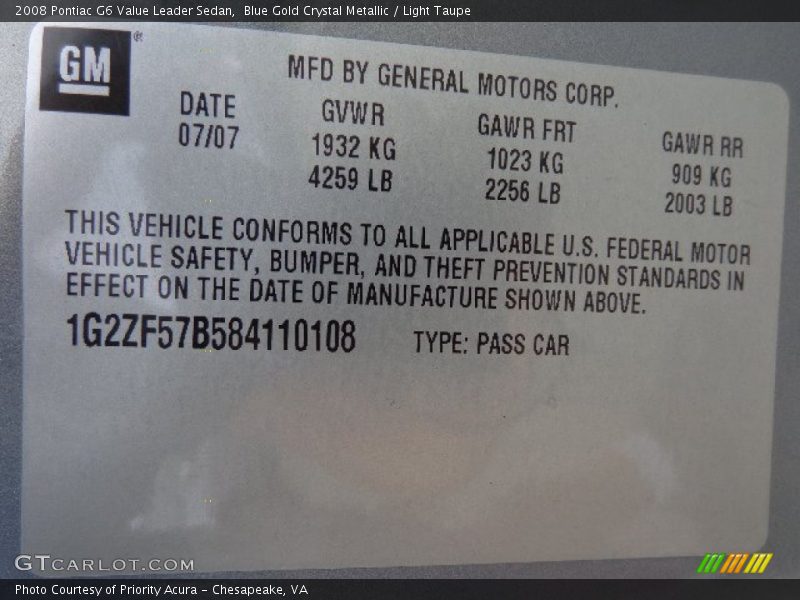 2008 Pontiac G6 Value Leader Sedan,  Blue Gold Crystal Metallic / Light Taupe
GM®
MFD BY GENERAL MOTORS CORP.
DATE GVWR GAWR FRT GAWR RR
07/07 1932 KG 1023 KG 909 KG
4259 LB 2256 LB 2003 LB
THIS VEHICLE CONFORMS TO ALL APPLICABLE U.S. FEDERAL MOTOR
VEHICLE SAFETY, BUMPER, AND THEFT PREVENTION STANDARDS IN
EFFECT ON THE DATE OF MANUFACTURE SHOWN ABOVE.
1G2ZF57B584110108 TYPE: PASS CAR
GTCARLOT.COM
Photo Courtesy of Priority Acura - Chesapeake, VA